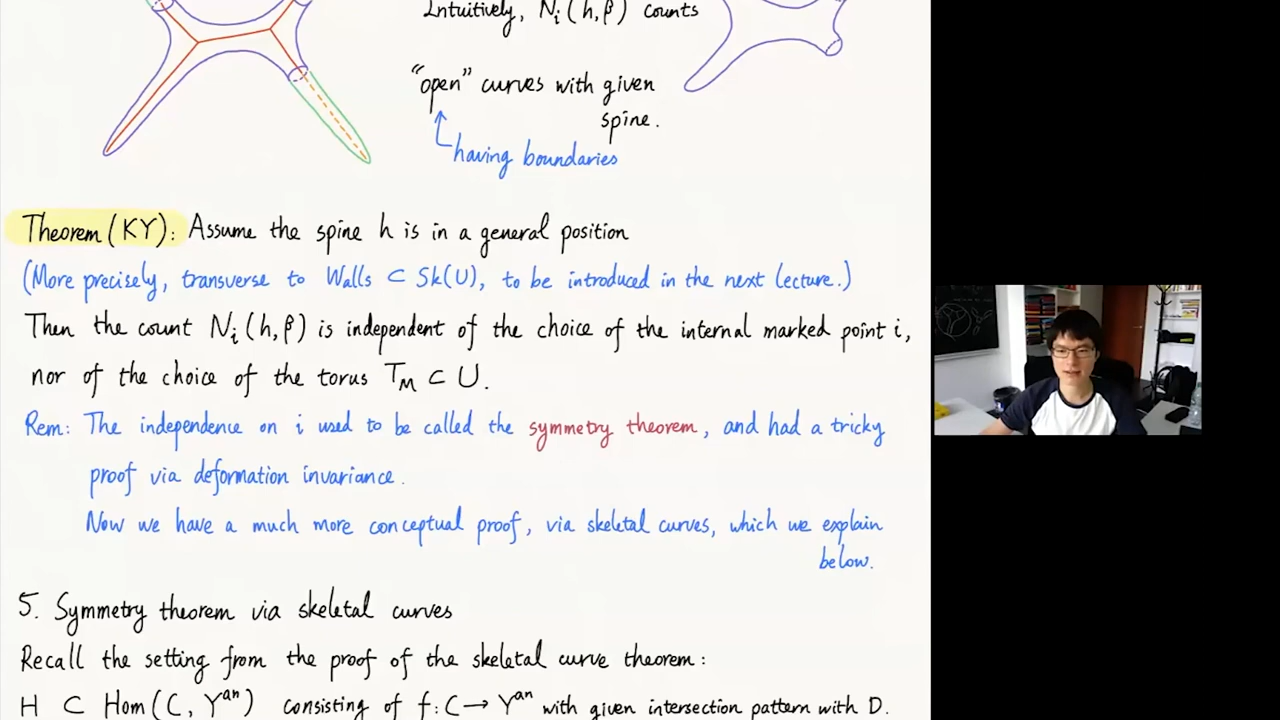 Intuitively, Nᵢ(h,β) counts
"open" curves with given
spine.
having boundaries
Theorem (KY): Assume the spine h is in a general position
(More precisely, transverse to Walls ⊂ Sk(U), to be introduced in the next lecture.)
Then the count Nᵢ(h,β) is independent of the choice of the internal marked point i,
nor of the choice of the torus T_M ⊂ U.
Rem: The independence on i used to be called the symmetry theorem, and had a tricky
proof via deformation invariance.
Now we have a much more conceptual proof, via skeletal curves, which we explain
below.
5. Symmetry theorem via skeletal curves
Recall the setting from the proof of the skeletal curve theorem:
H ⊂ Hom(C, Yᵃⁿ) consisting of f: C → Yᵃⁿ with given intersection pattern with D.